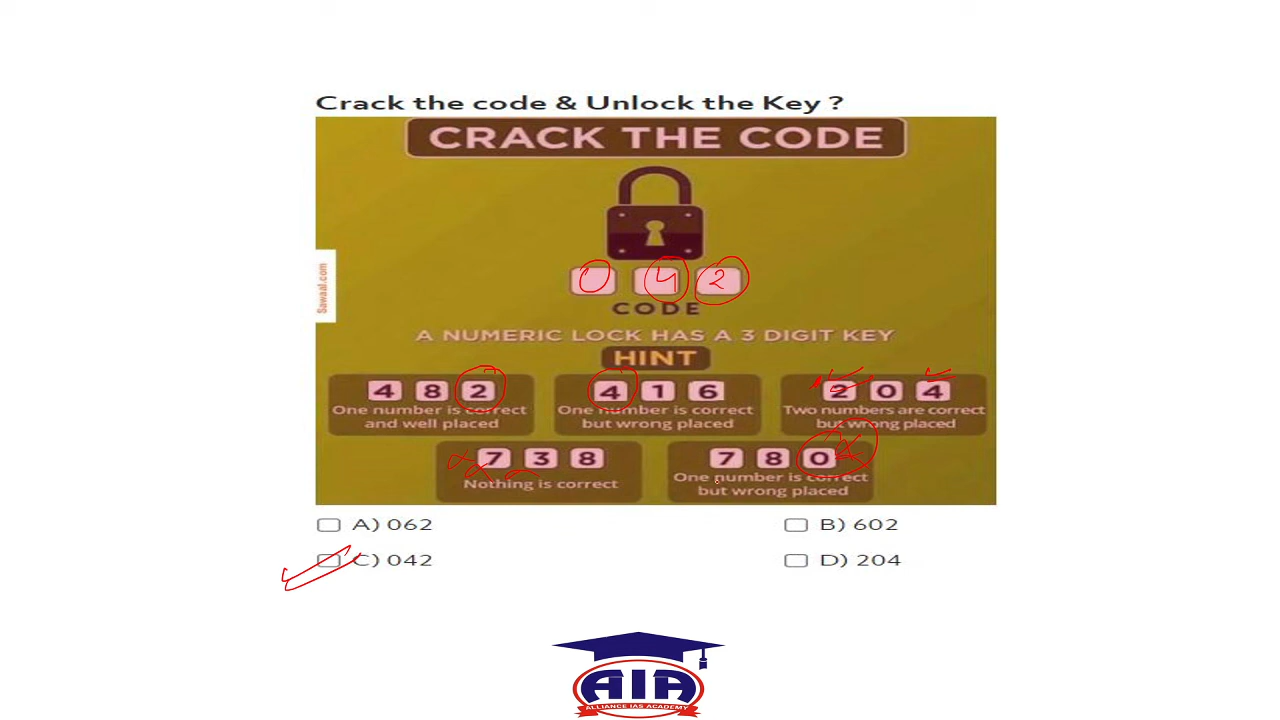 Crack the code & Unlock the Key ?
CRACK THE CODE
Sawaal.com
0 4 2
CODE
A NUMERIC LOCK HAS A 3 DIGIT KEY
HINT
4 8 2
One number is correct
and well placed
4 1 6
One number is correct
but wrong placed
2 0 4
Two numbers are correct
but wrong placed
7 3 8
Nothing is correct
7 8 0
One number is correct
but wrong placed
A) 062
B) 602
C) 042
D) 204
AIA
ALLIANCE IAS ACADEMY